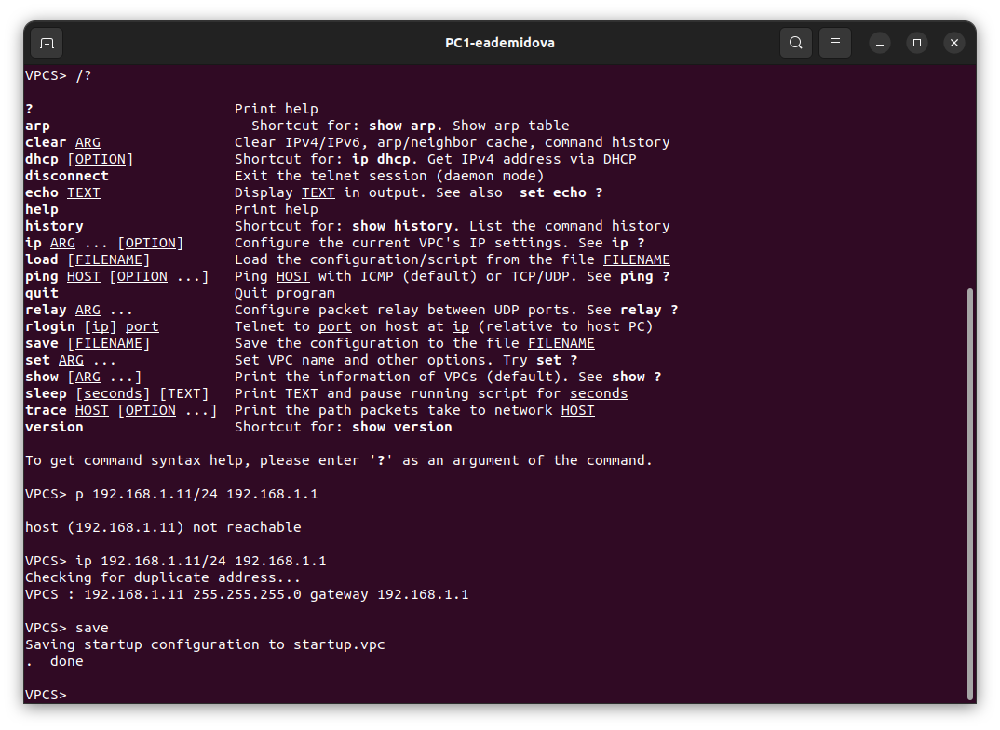 PC1-eademidova
VPCS> /?
?                        Print help
arp                        Shortcut for: show arp. Show arp table
clear ARG                Clear IPv4/IPv6, arp/neighbor cache, command history
dhcp [OPTION]            Shortcut for: ip dhcp. Get IPv4 address via DHCP
disconnect               Exit the telnet session (daemon mode)
echo TEXT                Display TEXT in output. See also  set echo ?
help                     Print help
history                  Shortcut for: show history. List the command history
ip ARG ... [OPTION]      Configure the current VPC's IP settings. See ip ?
load [FILENAME]          Load the configuration/script from the file FILENAME
ping HOST [OPTION ...]   Ping HOST with ICMP (default) or TCP/UDP. See ping ?
quit                     Quit program
relay ARG ...            Configure packet relay between UDP ports. See relay ?
rlogin [ip] port         Telnet to port on host at ip (relative to host PC)
save [FILENAME]          Save the configuration to the file FILENAME
set ARG ...              Set VPC name and other options. Try set ?
show [ARG ...]           Print the information of VPCs (default). See show ?
sleep [seconds] [TEXT]   Print TEXT and pause running script for seconds
trace HOST [OPTION ...]  Print the path packets take to network HOST
version                  Shortcut for: show version
To get command syntax help, please enter '?' as an argument of the command.
VPCS> p 192.168.1.11/24 192.168.1.1
host (192.168.1.11) not reachable
VPCS> ip 192.168.1.11/24 192.168.1.1
Checking for duplicate address...
VPCS : 192.168.1.11 255.255.255.0 gateway 192.168.1.1
VPCS> save
Saving startup configuration to startup.vpc
.  done
VPCS>